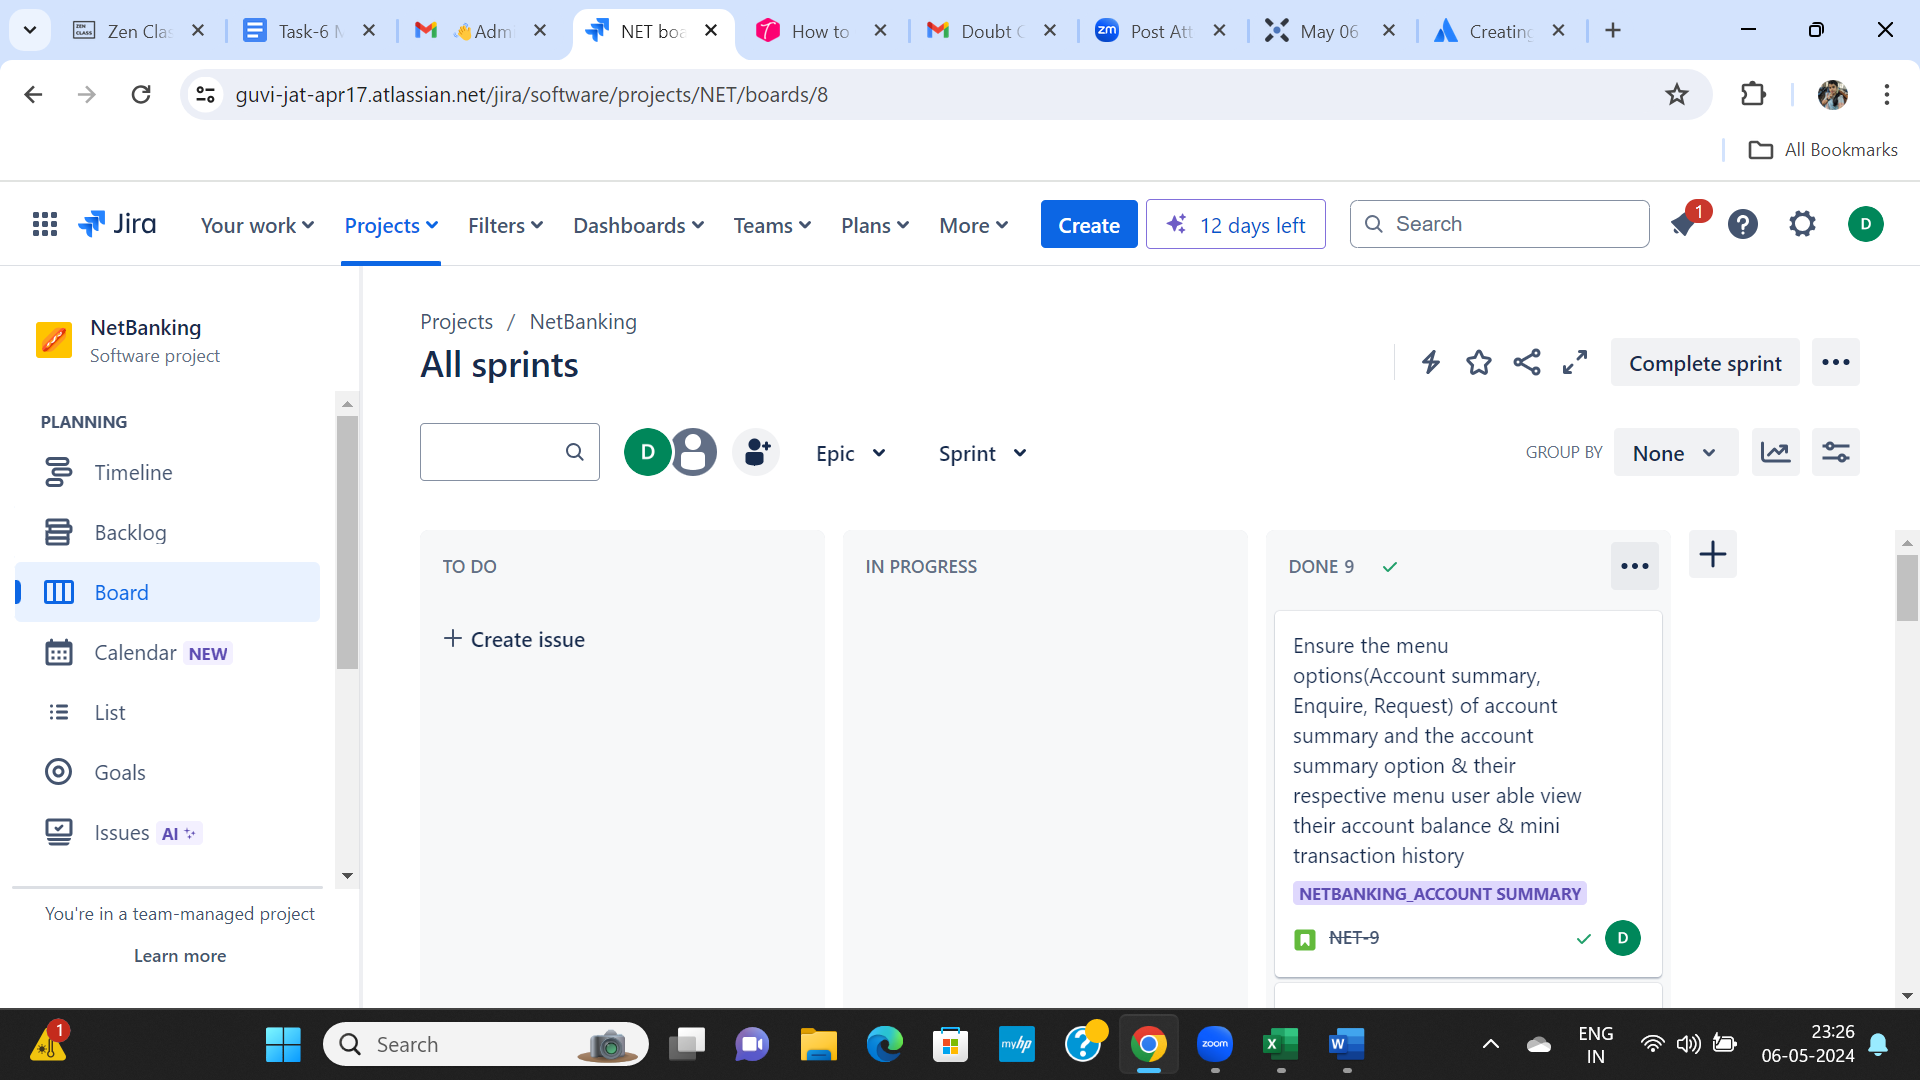 Zen Clas
Task-6 M
👋Adm
NET boa
How to
Doubt C
Post Att
May 06
Creating
guvi-jat-apr17.atlassian.net/jira/software/projects/NET/boards/8
All Bookmarks
Jira
Your work
Projects
Filters
Dashboards
Teams
Plans
More
Create
12 days left
Search
1
D
NetBanking
Software project
Projects / NetBanking
All sprints
Complete sprint
PLANNING
Timeline
Backlog
Board
Calendar NEW
List
Goals
Issues AI
You're in a team-managed project
Learn more
D
Epic
Sprint
GROUP BY
None
TO DO
+ Create issue
IN PROGRESS
DONE 9
Ensure the menu
options(Account summary,
Enquire, Request) of account
summary and the account
summary option & their
respective menu user able view
their account balance & mini
transaction history
NETBANKING_ACCOUNT SUMMARY
NET-9
D
1
Search
myhp
zoom
ENG
IN
23:26
06-05-2024